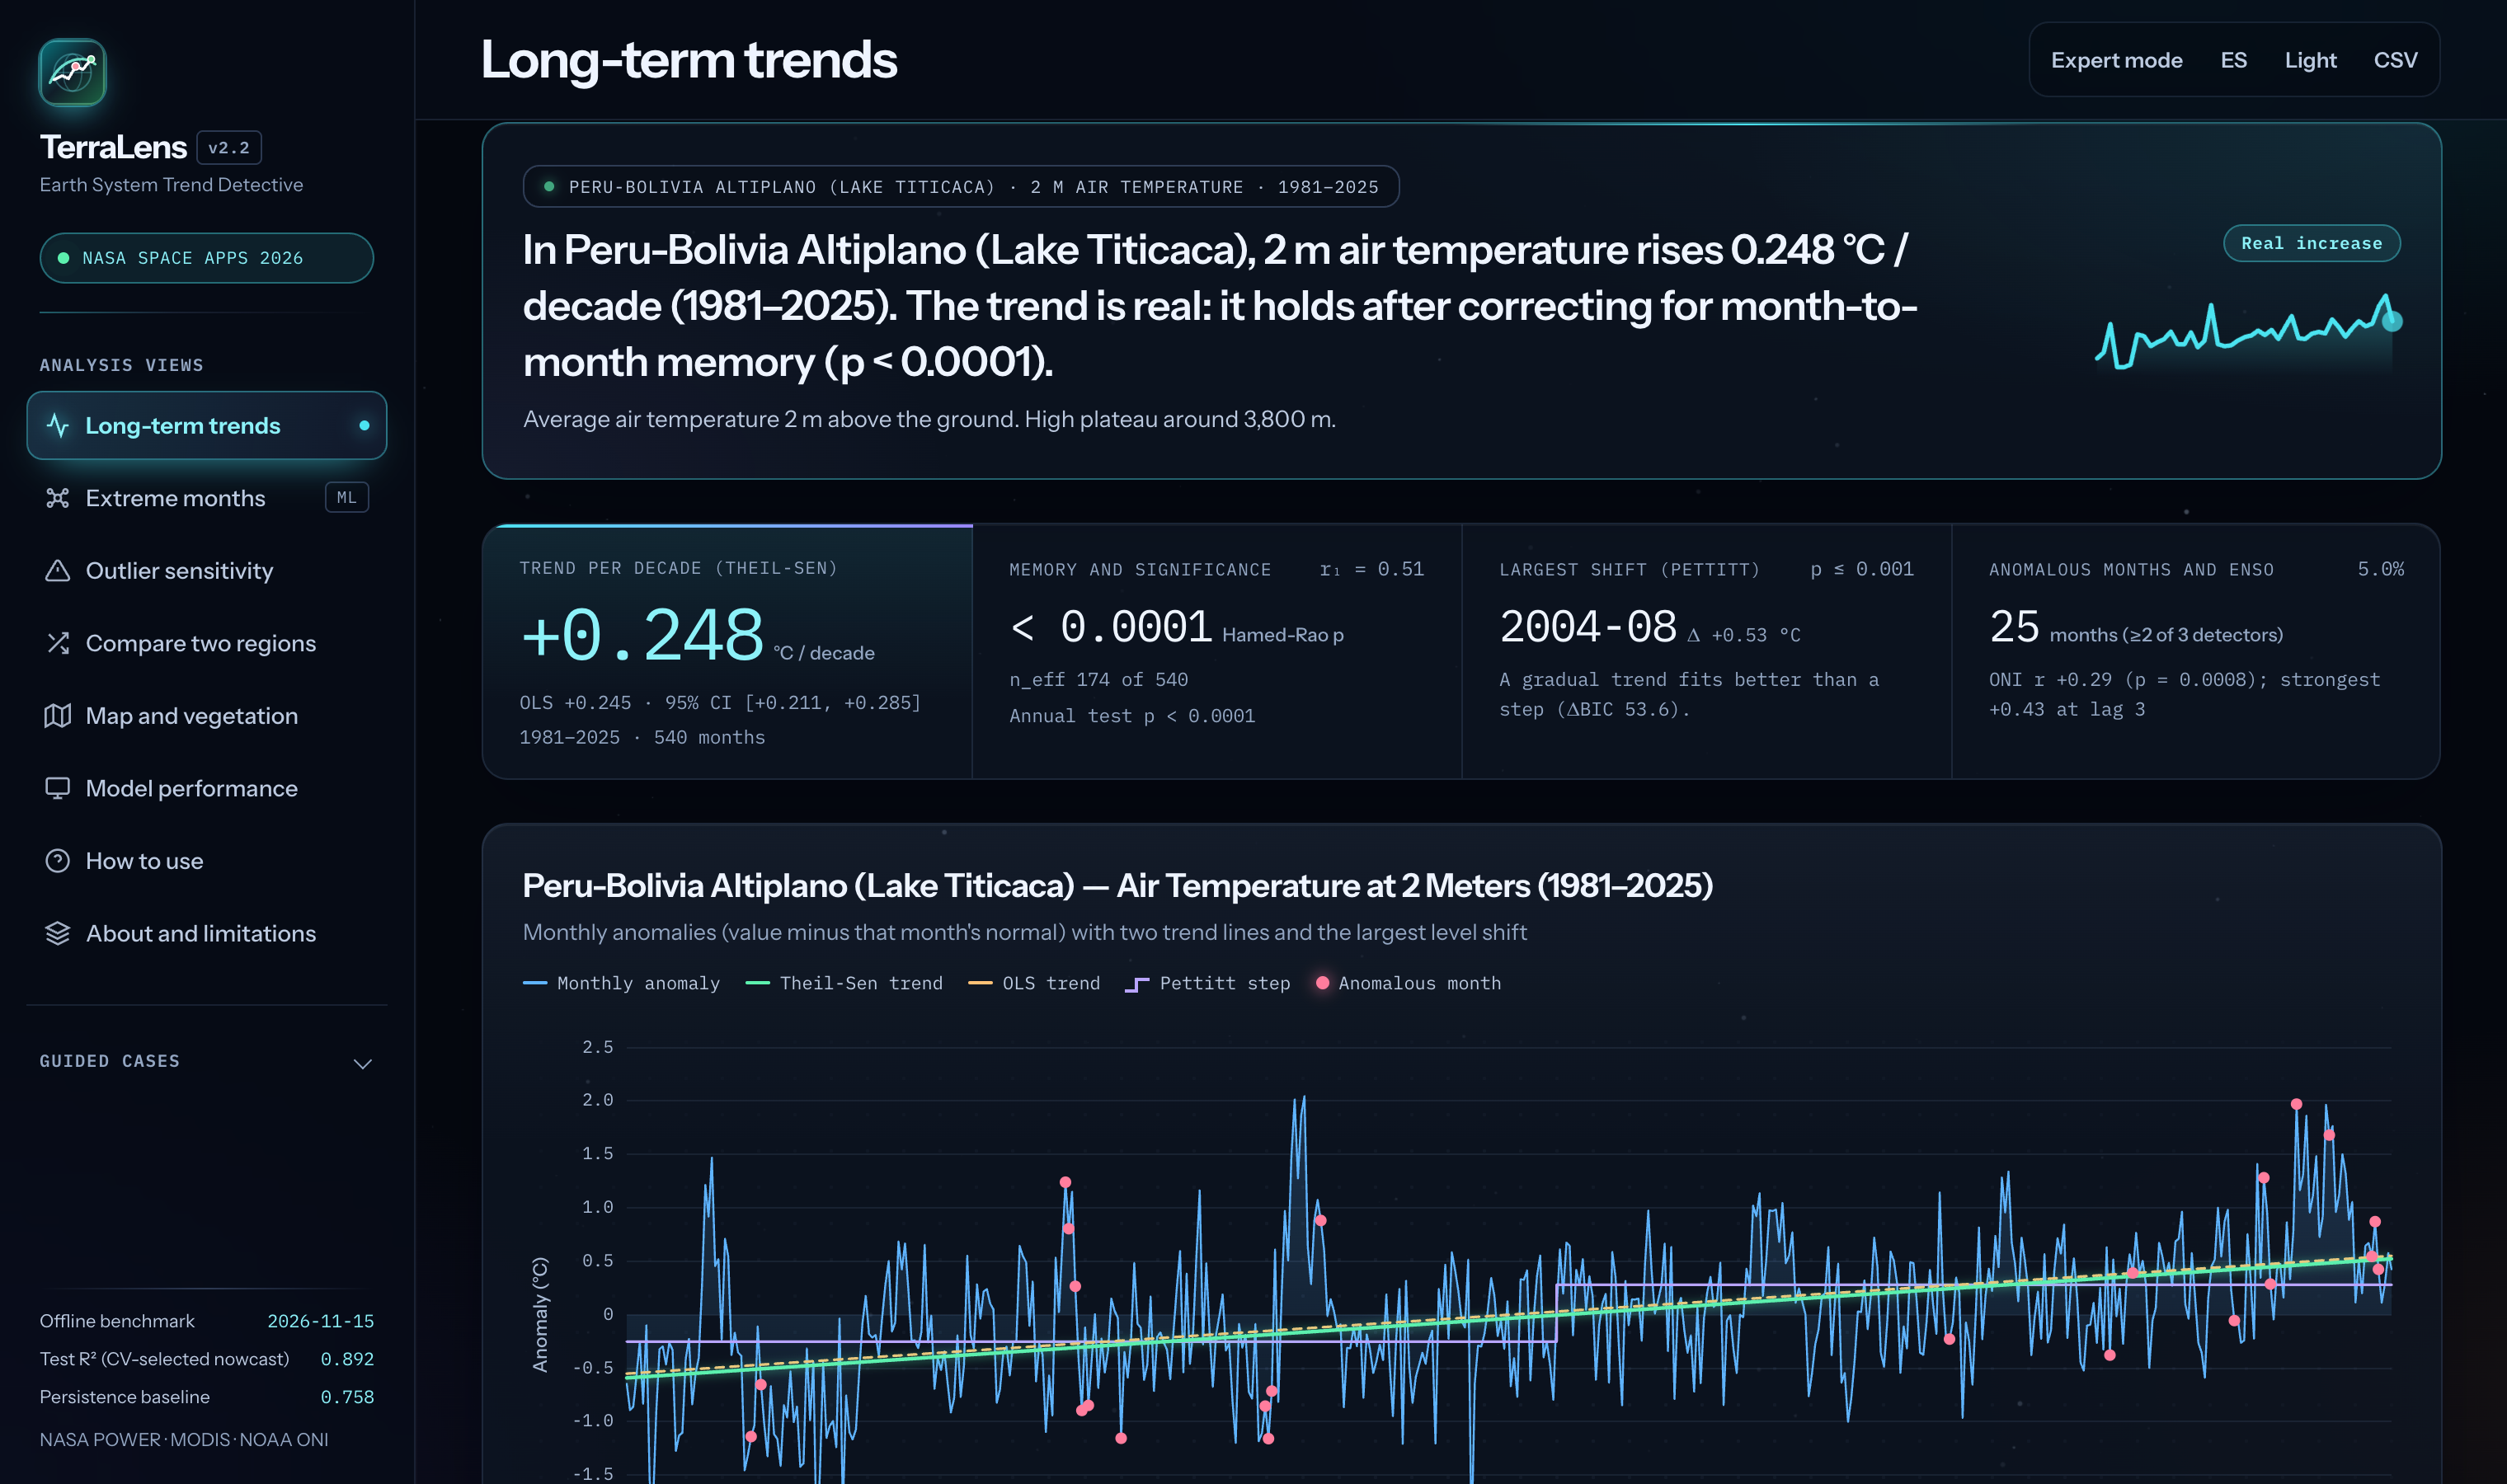 TerraLens v2.2
Earth System Trend Detective
NASA SPACE APPS 2026
ANALYSIS VIEWS
Long-term trends
Extreme months ML
Outlier sensitivity
Compare two regions
Map and vegetation
Model performance
How to use
About and limitations
GUIDED CASES
Offline benchmark 2026-11-15
Test R² (CV-selected nowcast) 0.892
Persistence baseline 0.758
NASA POWER · MODIS · NOAA ONI
Long-term trends
Expert mode ES Light CSV
PERU-BOLIVIA ALTIPLANO (LAKE TITICACA) · 2 M AIR TEMPERATURE · 1981–2025
In Peru-Bolivia Altiplano (Lake Titicaca), 2 m air temperature rises 0.248 °C /
decade (1981–2025). The trend is real: it holds after correcting for month-to-
month memory (p < 0.0001).
Average air temperature 2 m above the ground. High plateau around 3,800 m.
Real increase
TREND PER DECADE (THEIL-SEN)
+0.248 °C / decade
OLS +0.245 · 95% CI [+0.211, +0.285]
1981–2025 · 540 months
MEMORY AND SIGNIFICANCE r₁ = 0.51
< 0.0001 Hamed-Rao p
n_eff 174 of 540
Annual test p < 0.0001
LARGEST SHIFT (PETTITT) p ≤ 0.001
2004-08 Δ +0.53 °C
A gradual trend fits better than a
step (ΔBIC 53.6).
ANOMALOUS MONTHS AND ENSO 5.0%
25 months (≥2 of 3 detectors)
ONI r +0.29 (p = 0.0008); strongest
+0.43 at lag 3
Peru-Bolivia Altiplano (Lake Titicaca) — Air Temperature at 2 Meters (1981–2025)
Monthly anomalies (value minus that month's normal) with two trend lines and the largest level shift
Monthly anomaly Theil-Sen trend OLS trend Pettitt step Anomalous month
Anomaly (°C)
2.5
2.0
1.5
1.0
0.5
0
-0.5
-1.0
-1.5